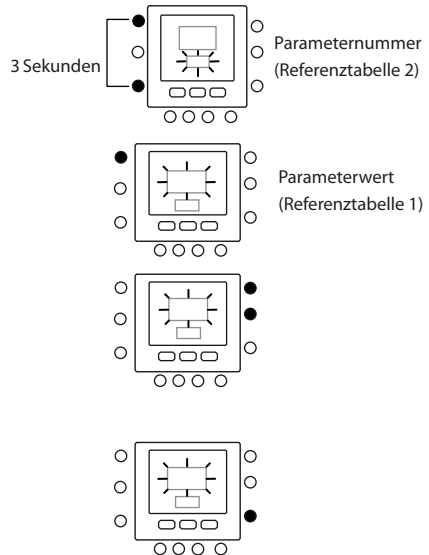 3 Sekunden
Parameternummer
(Referenztabelle 2)
Parameterwert
(Referenztabelle 1)